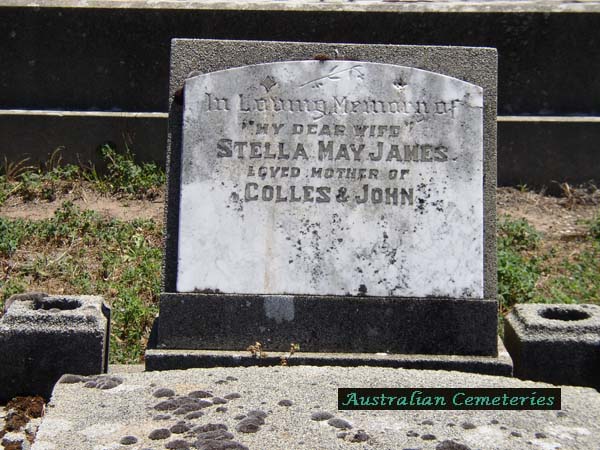 In Loving Memory of
"MY DEAR WIFE"
STELLA MAY JAMES.
LOVED MOTHER OF
COLLES & JOHN.
Australian Cemeteries